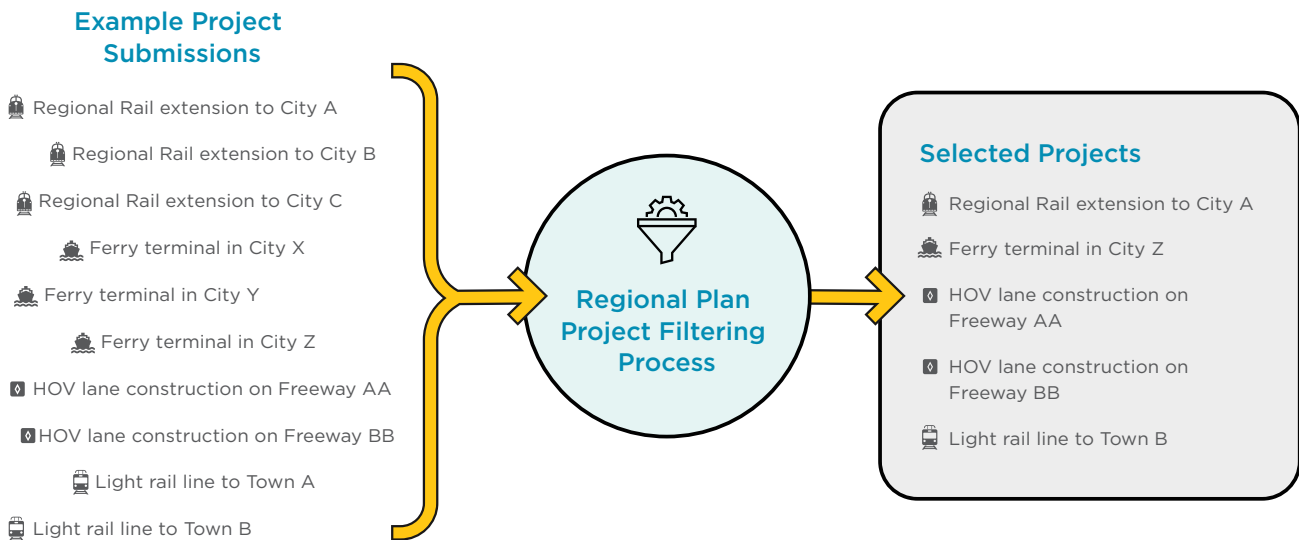 Example Project
Submissions
Regional Rail extension to City A
Regional Rail extension to City B
Regional Rail extension to City C
Ferry terminal in City X
Ferry terminal in City Y
Ferry terminal in City Z
HOV lane construction on Freeway AA
HOV lane construction on Freeway BB
Light rail line to Town A
Light rail line to Town B
Regional Plan
Project Filtering
Process
Selected Projects
Regional Rail extension to City A
Ferry terminal in City Z
HOV lane construction on
Freeway AA
HOV lane construction on
Freeway BB
Light rail line to Town B